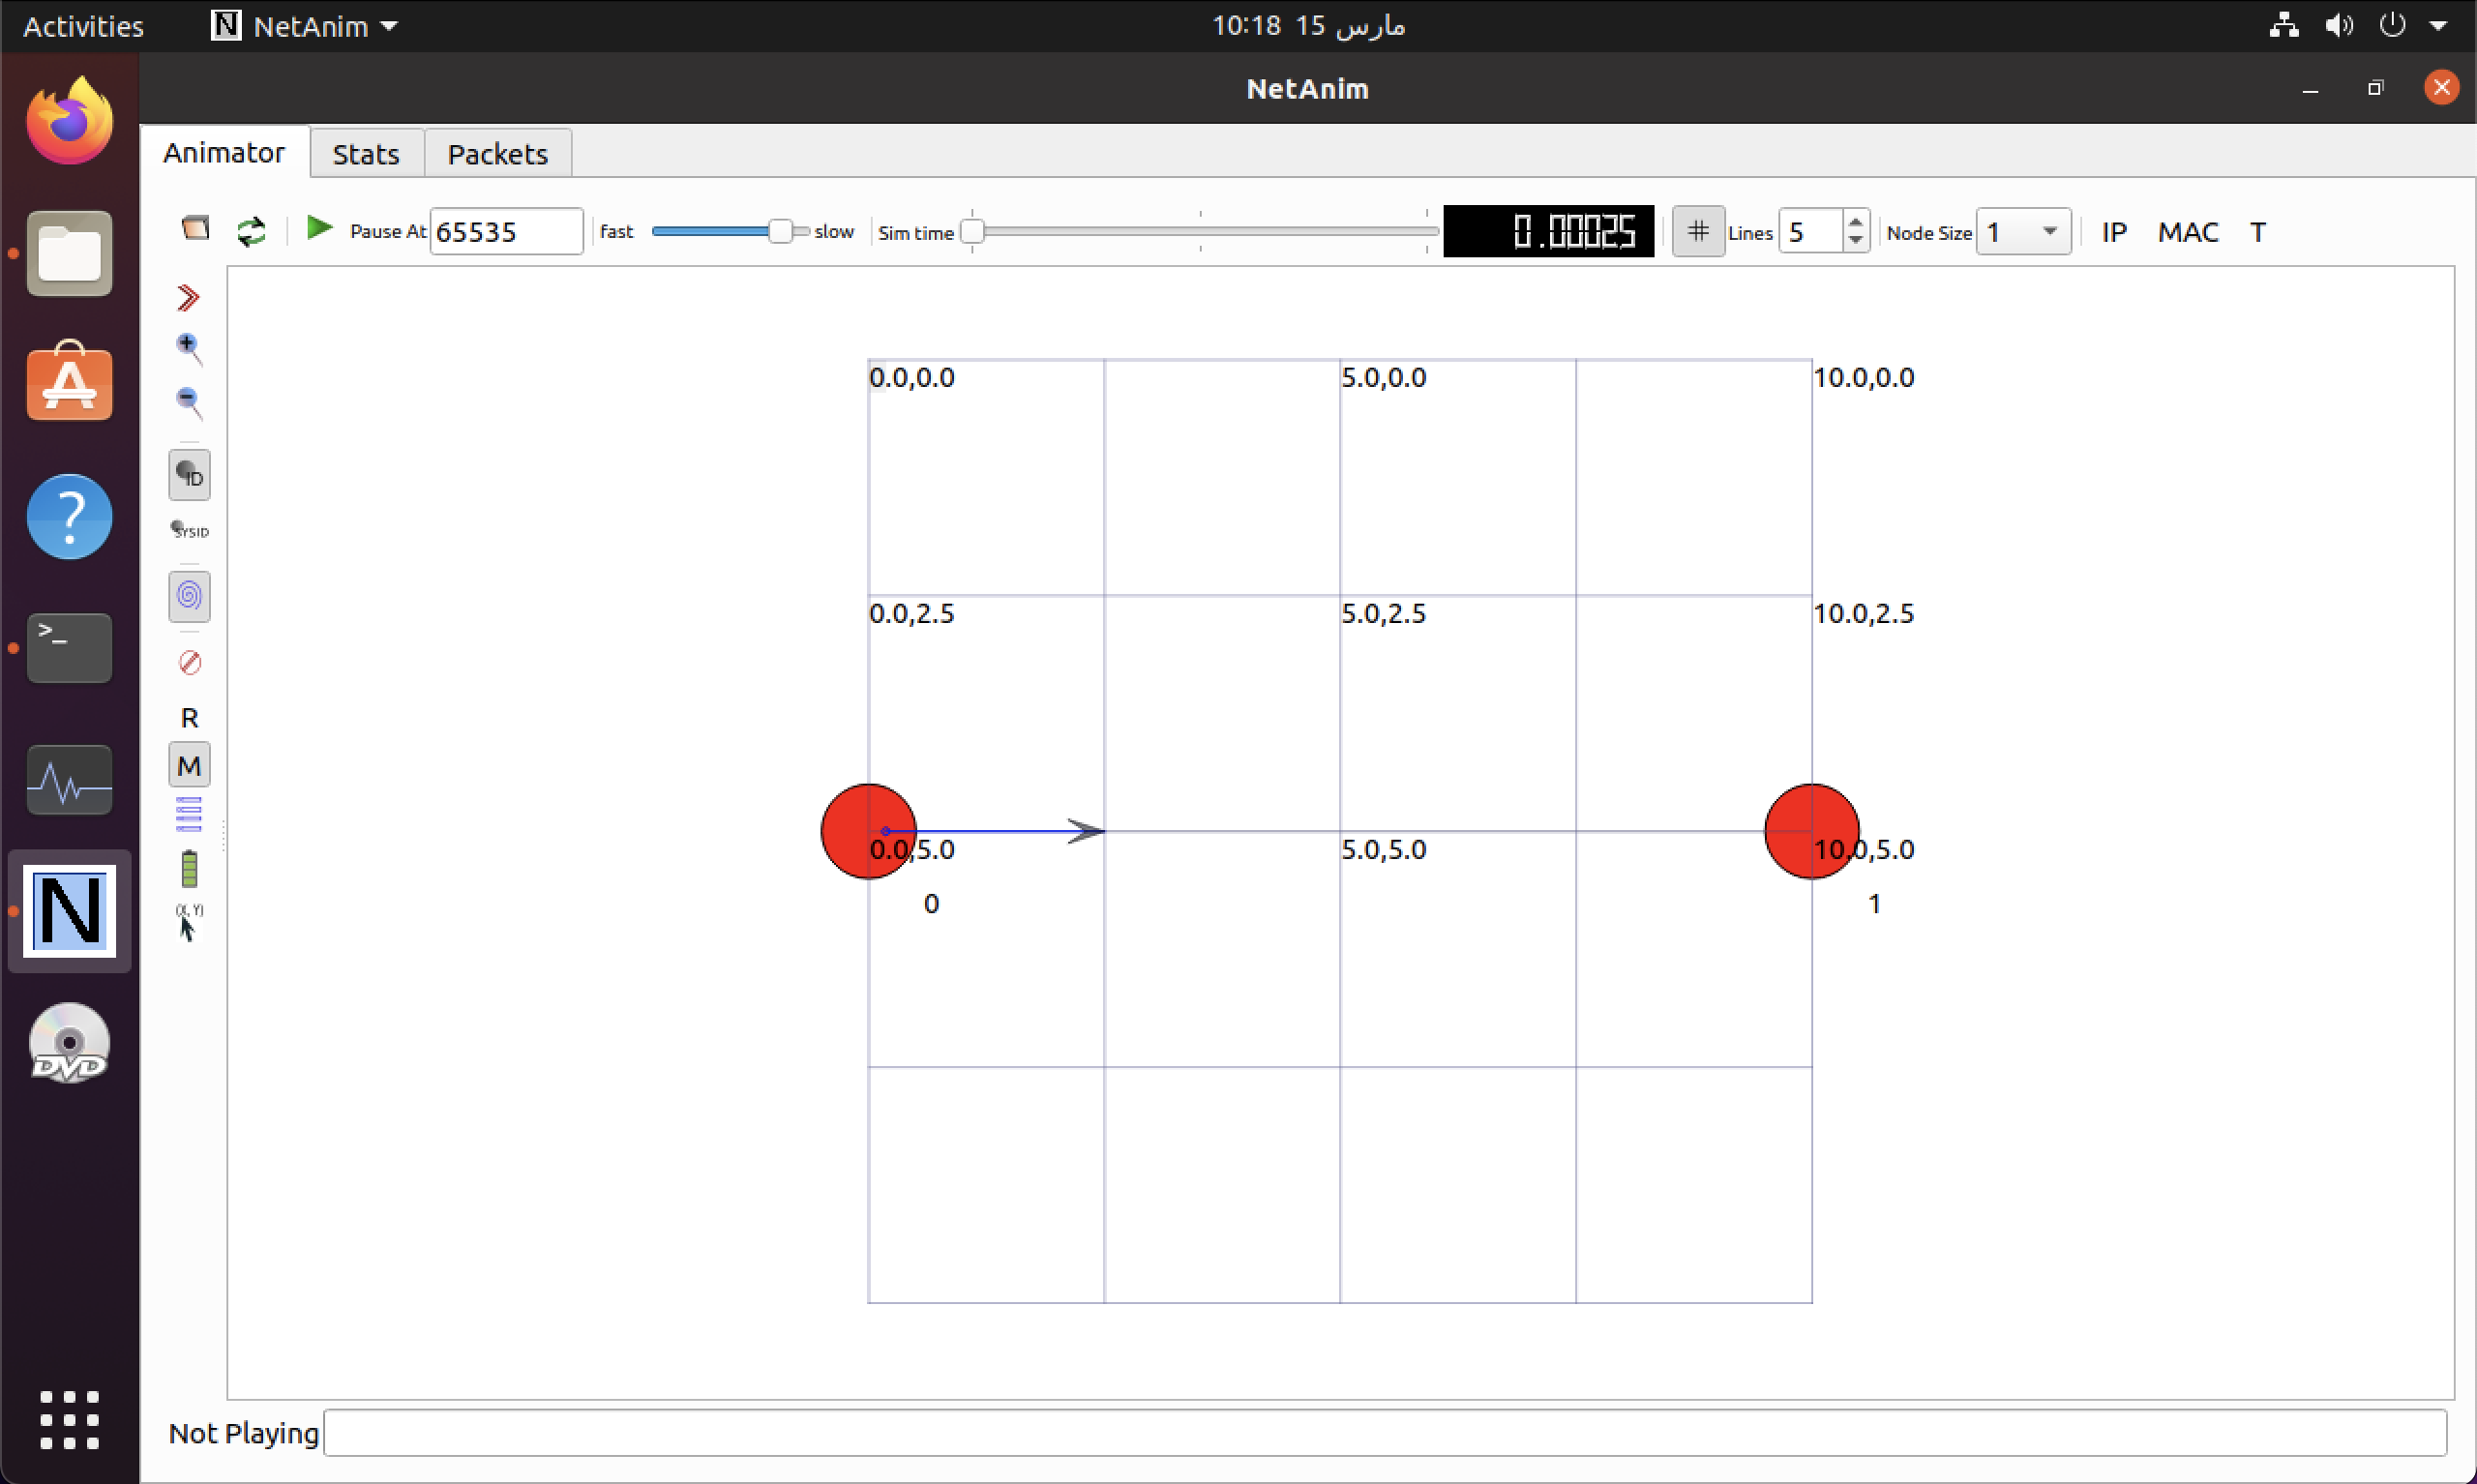 Activities NetAnim 10:18 15 مارس
NetAnim
Animator Stats Packets
Pause At 65535 fast slow Sim time 0.00025 # Lines 5 Node Size 1 IP MAC T
ID
SYSID
R
M
(X, Y)
0.0,0.0 5.0,0.0 10.0,0.0
0.0,2.5 5.0,2.5 10.0,2.5
0.0,5.0 5.0,5.0 10.0,5.0
0 1
>_
N
DVD
Not Playing